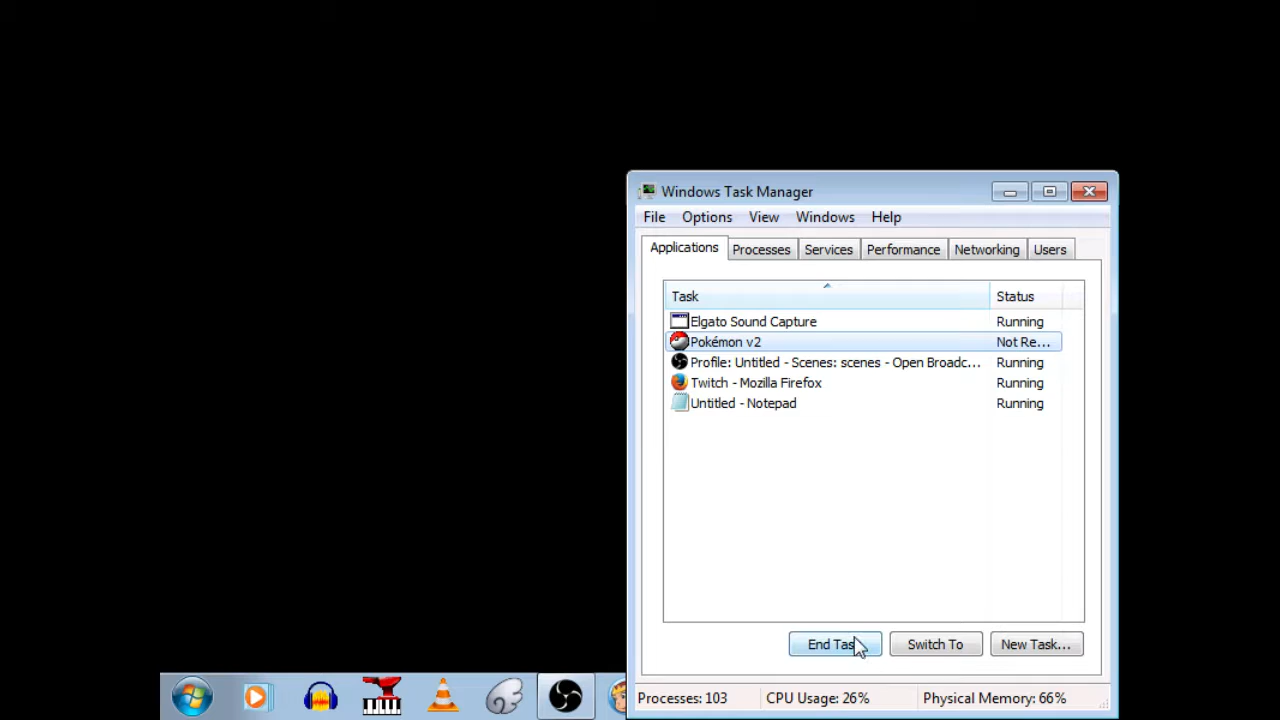 Windows Task Manager
File Options View Windows Help
Applications Processes Services Performance Networking Users
Task Status
Elgato Sound Capture Running
Pokémon v2 Not Re...
Profile: Untitled - Scenes: scenes - Open Broadc... Running
Twitch - Mozilla Firefox Running
Untitled - Notepad Running
End Tas Switch To New Task...
Processes: 103 CPU Usage: 26% Physical Memory: 66%